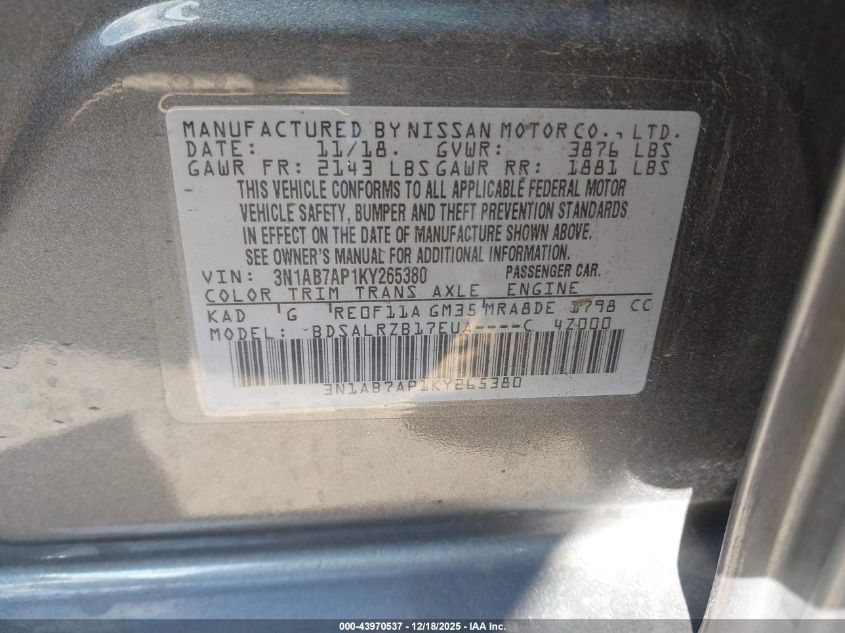 MANUFACTURED BY NISSAN MOTOR CO., LTD.
DATE: 11/18. GVWR: 3876 LBS
GAWR FR: 2143 LBS GAWR RR: 1881 LBS
THIS VEHICLE CONFORMS TO ALL APPLICABLE FEDERAL MOTOR
VEHICLE SAFETY, BUMPER AND THEFT PREVENTION STANDARDS
IN EFFECT ON THE DATE OF MANUFACTURE SHOWN ABOVE.
SEE OWNER'S MANUAL FOR ADDITIONAL INFORMATION.
VIN: 3N1AB7AP1KY265380 PASSENGER CAR.
COLOR TRIM TRANS AXLE ENGINE
KAD G RE0F11A GM35 MRA8DE 1798 CC
MODEL: BDSALRZB17EUA----C 4Z000
3N1AB7AP1KY265380
000-43970537 - 12/18/2025 - IAA Inc.